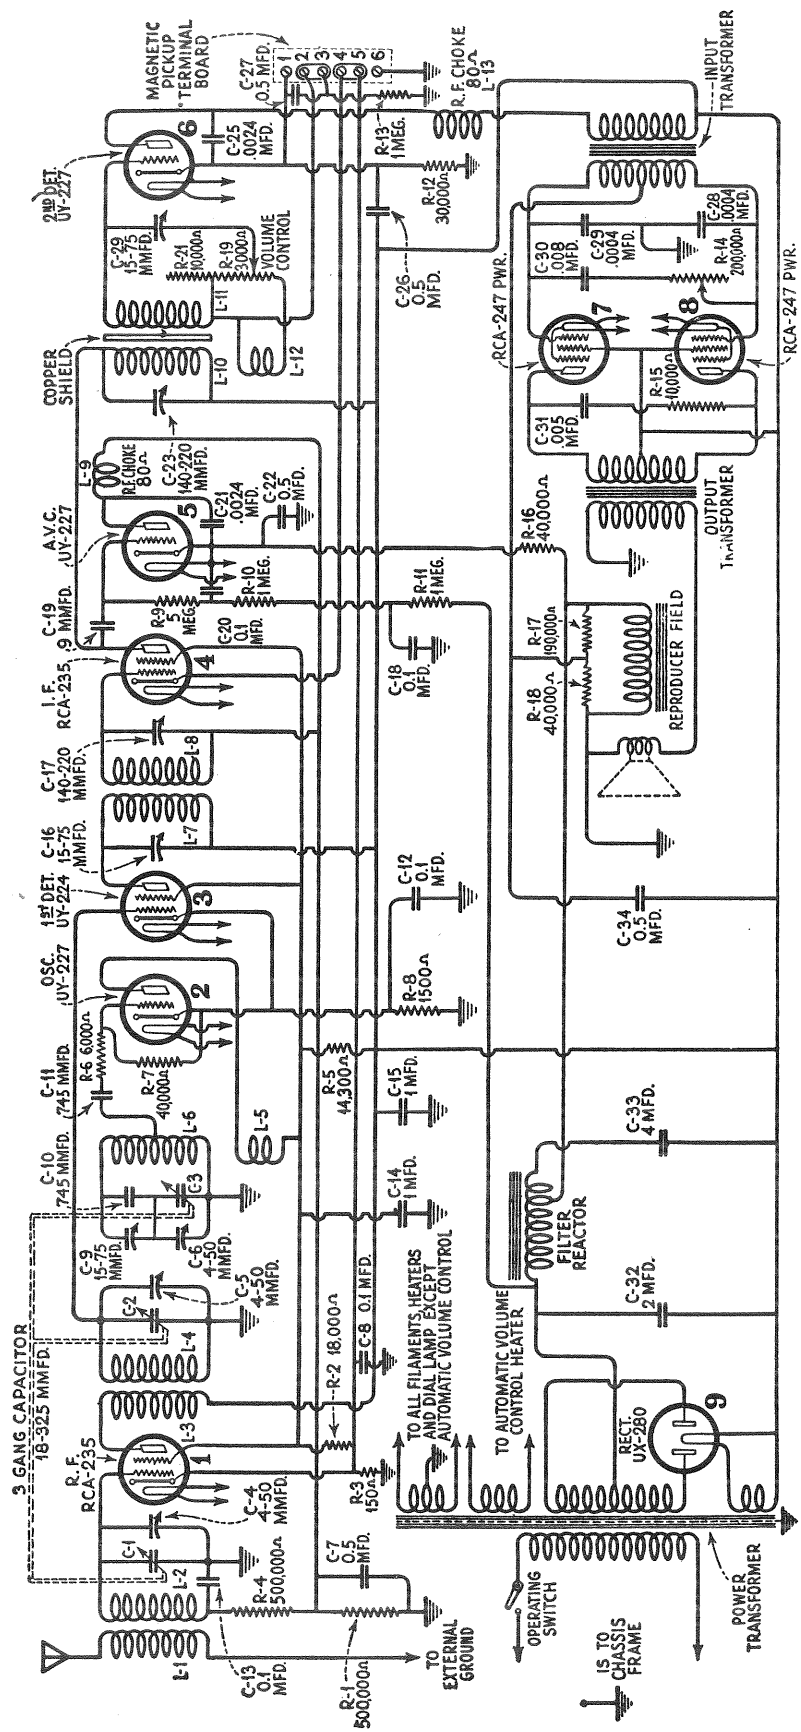 3 GANG CAPACITOR
18-325 MMFD.
R. F.
RCA-235
1
L-1
L-2
C-1
C-4
4-50
MMFD.
L-3
L-4
C-2
C-5
4-50
MMFD.
C-9
15-75
MMFD.
C-6
4-50
MMFD.
C-3
C-10
745 MMFD.
L-6
C-11
745 MMFD.
R-6 6,000Ω
R-7
40,000Ω
L-5
OSC.
UY-227
2
1ST DET.
UY-224
3
C-16
15-75
MMFD.
L-7
C-17
140-220
MMFD.
L-8
I. F.
RCA-235
4
C-19
.9 MMFD.
A.V.C.
UY-227
5
R-9
5
MEG.
C-20
0.1
MFD.
R-10
1 MEG.
C-21
.0024
MFD.
C-22
0.5
MFD.
L-9
R.F. CHOKE
80Ω
C-23
140-220
MMFD.
COPPER
SHIELD
L-10
L-11
L-12
C-29
15-75
MMFD.
R-21
10,000Ω
R-19
3000Ω
VOLUME
CONTROL
2ND DET.
UY-227
6
C-25
.0024
MFD.
MAGNETIC
PICKUP
TERMINAL
BOARD
C-27
0.5 MFD.
1
2
3
4
5
6
R-13
1 MEG.
R.F. CHOKE
80Ω
L-13
R-12
30,000Ω
C-26
0.5
MFD.
C-13
0.1
MFD.
R-4
500,000Ω
R-1
500,000Ω
C-7
0.5
MFD.
R-3
150Ω
R-2 18,000Ω
C-8 0.1 MFD.
C-14
1 MFD.
C-15
1 MFD.
R-5
14,300Ω
R-8
1500Ω
C-12
0.1
MFD.
C-18
0.1
MFD.
R-11
1 MEG.
TO
EXTERNAL
GROUND
TO ALL FILAMENTS, HEATERS
AND DIAL LAMP EXCEPT
AUTOMATIC VOLUME CONTROL
TO AUTOMATIC VOLUME
CONTROL HEATER
OPERATING
SWITCH
IS TO
CHASSIS
FRAME
POWER
TRANSFORMER
RECT.
UX-280
9
FILTER
REACTOR
C-32
2 MFD.
C-33
4 MFD.
C-34
0.5
MFD.
R-18
40,000Ω
R-17
190,000Ω
REPRODUCER FIELD
R-16
40,000Ω
OUTPUT
TRANSFORMER
C-31
.005
MFD.
R-15
10,000Ω
RCA-247 PWR.
7
8
RCA-247 PWR.
C-30
.008
MFD.
C-29
.0004
MFD.
C-28
.0004
MFD.
R-14
200,000Ω
INPUT
TRANSFORMER